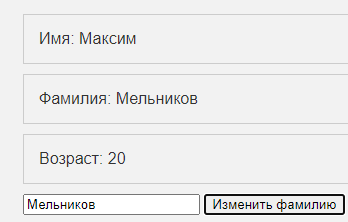 Имя: Максим
Фамилия: Мельников
Возраст: 20
Мельников Изменить фамилию